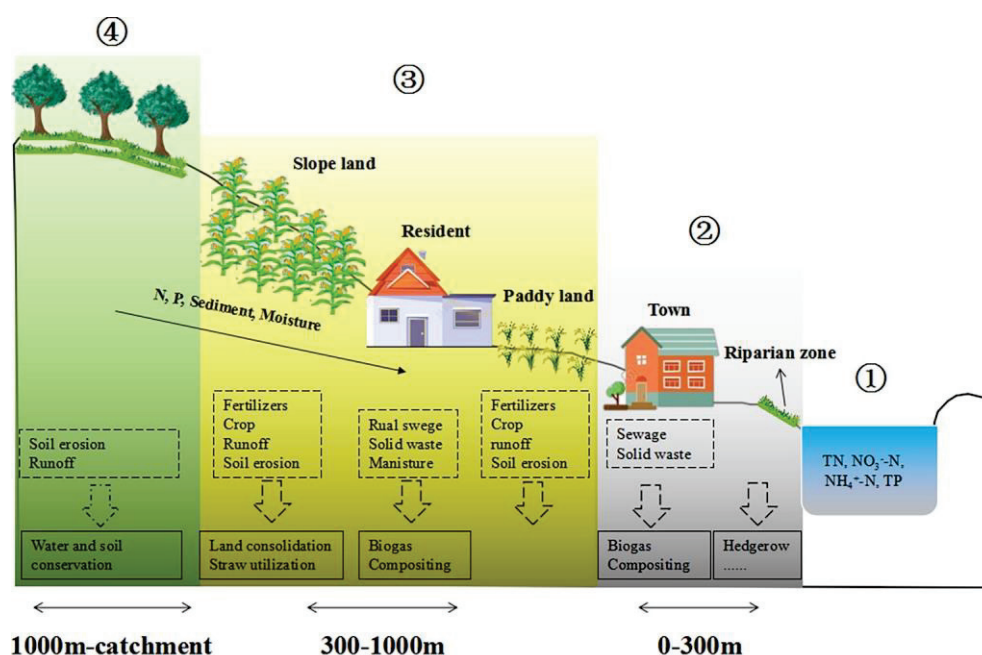 ④
③
Slope land
②
Resident
N, P, Sediment, Moisture
Paddy land
Town
Riparian zone
①
Soil erosion
Runoff
Fertilizers
Crop
Runoff
Soil erosion
Rual swege
Solid waste
Manisture
Fertilizers
Crop
runoff
Soil erosion
Sewage
Solid waste
TN, NO₃⁻-N,
NH₄⁺-N, TP
Water and soil
conservation
Land consolidation
Straw utilization
Biogas
Compositing
Biogas
Compositing
Hedgerow
......
1000m-catchment
300-1000m
0-300m